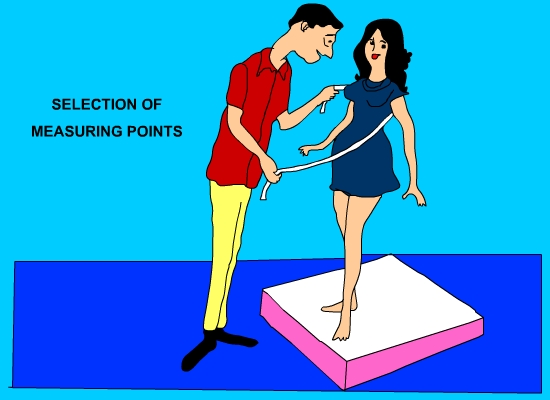 SELECTION OF
MEASURING POINTS